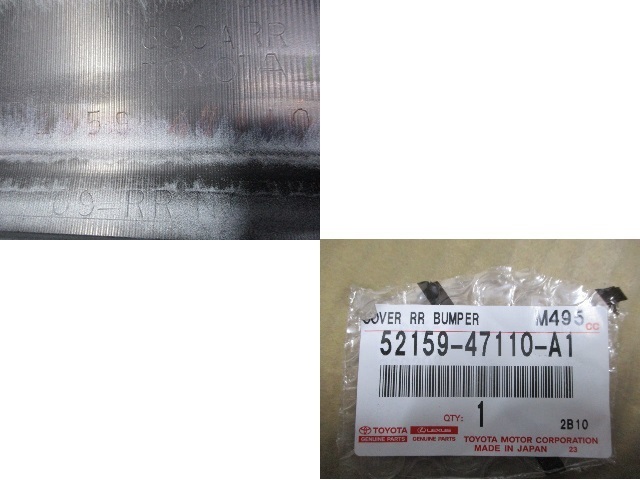 TOYOTA
COVER RR BUMPER M495
CC
52159-47110-A1
QTY: 1 2B10
TOYOTA LEXUS
GENUINE PARTS GENUINE PARTS TOYOTA MOTOR CORPORATION
MADE IN JAPAN 23